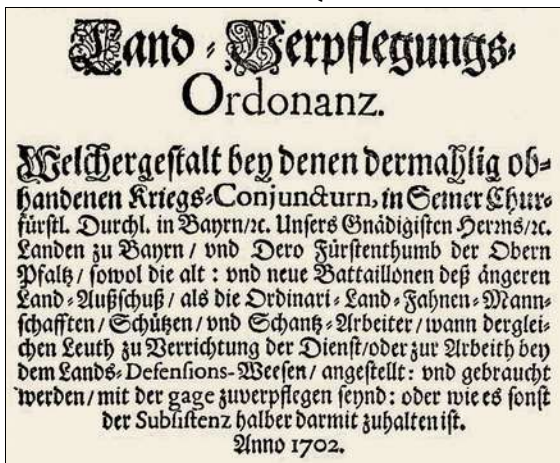 Land-Verpflegungs-
Ordonanz.
Welchergestalt bey denen dermahlig ob-
handenen Kriegs-Conjuncturn, in Seiner Chur-
fürstl. Durchl. in Bayrn/ꝛc. Unsers Gnädigisten Herrns/ꝛc.
Landen zu Bayrn / vnd Dero Fürstenthumb der Obern
Pfaltz / sowol die alt : vnd neue Battaillonen deß ängeren
Land-Außschuß / als die Ordinari-Land-Fahnen-Mann-
schafften / Schützen / vnd Schantz-Arbeiter / wann derglei-
chen Leuth zu Verrichtung der Dienst/oder zur Arbeith bey
dem Lands-Defensions-Weesen / angestellt: vnd gebraucht
werden / mit der gage zuverpflegen seynd: oder wie es sonst
der Subsistenz halber darmit zuhalten ist.
Anno 1702.